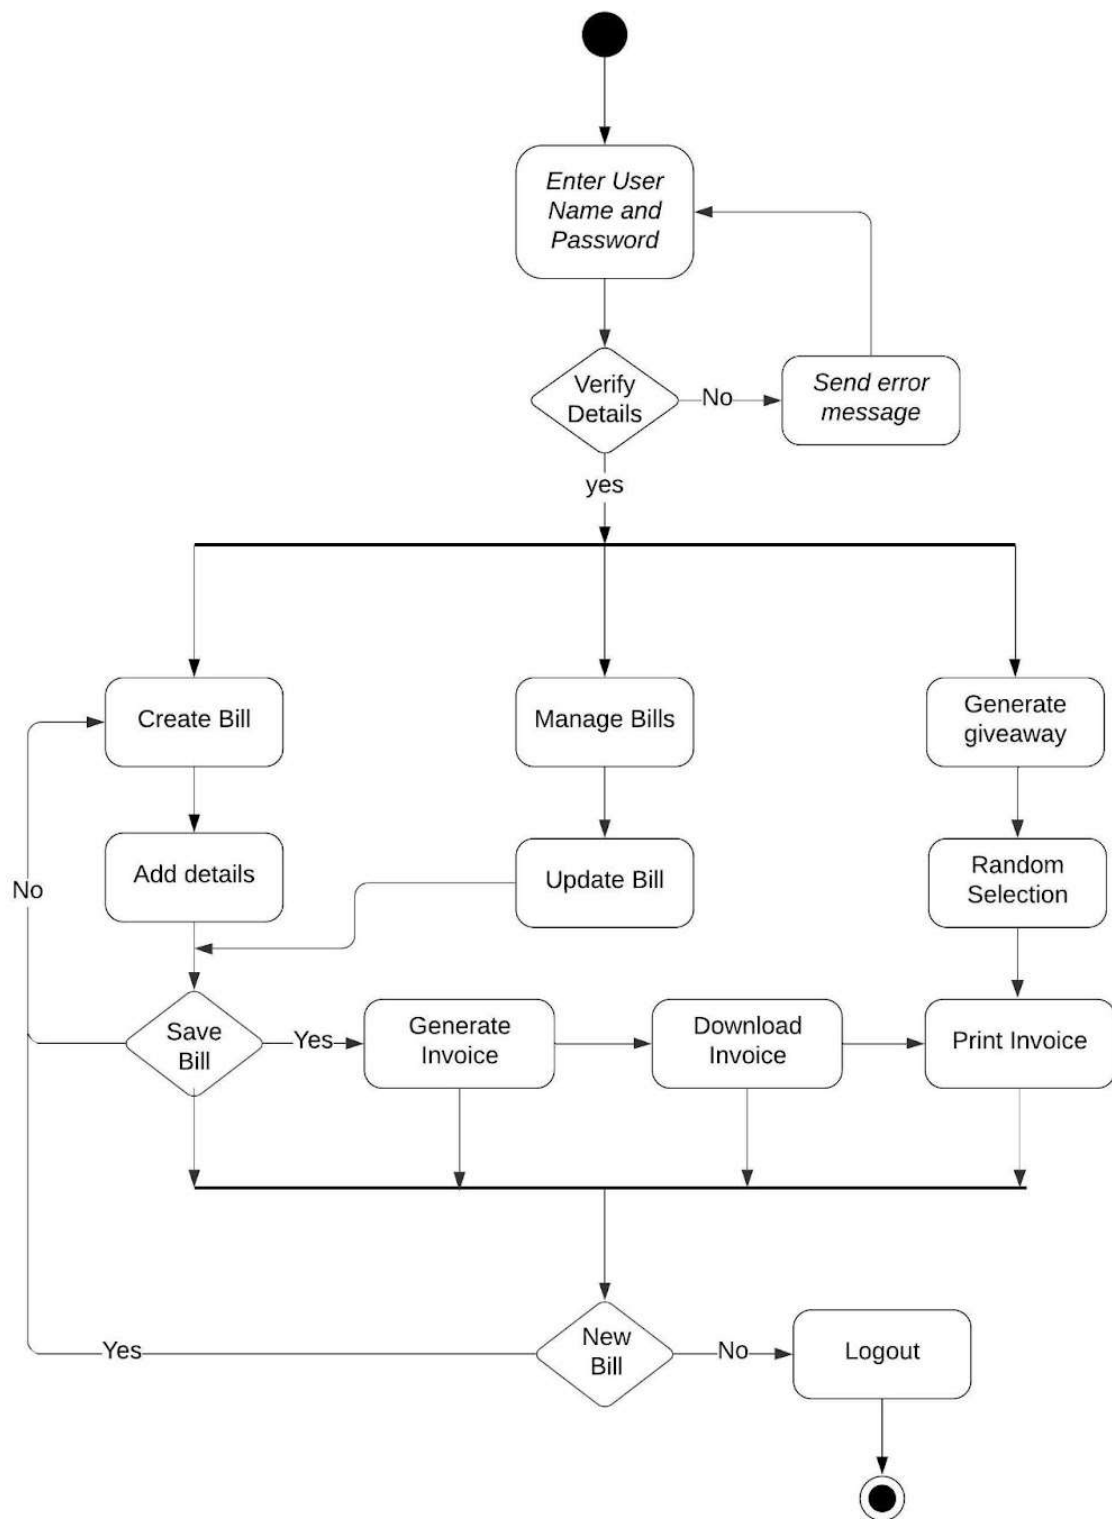 Enter User
Name and
Password
Verify
Details
No
Send error
message
yes
Create Bill
Manage Bills
Generate
giveaway
Add details
Update Bill
Random
Selection
No
Save
Bill
Yes
Generate
Invoice
Download
Invoice
Print Invoice
Yes
New
Bill
No
Logout